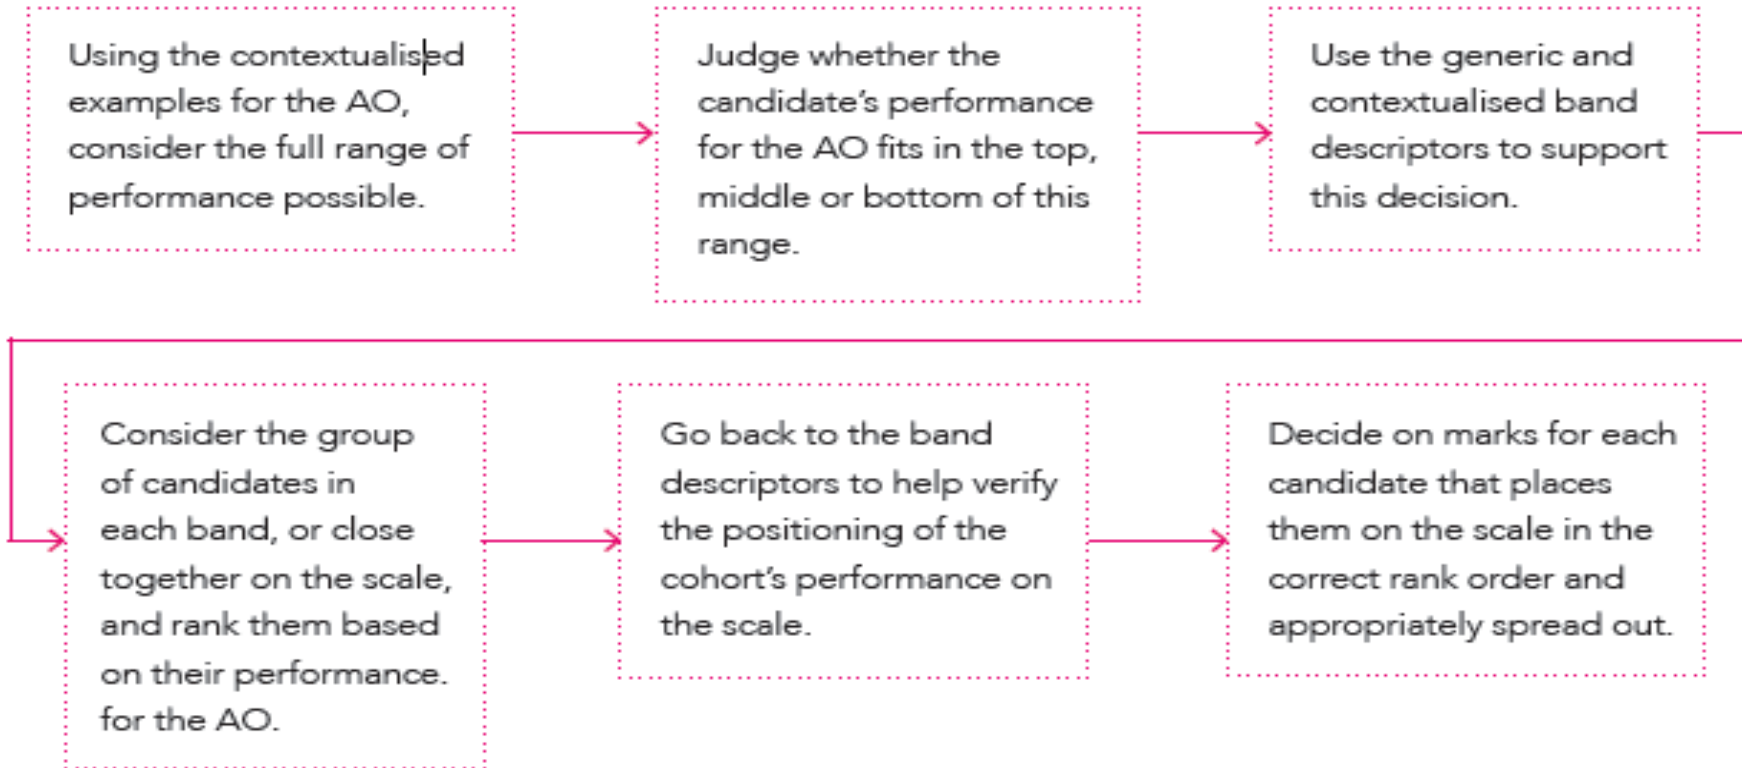 Using the contextualised
examples for the AO,
consider the full range of
performance possible.
Judge whether the
candidate's performance
for the AO fits in the top,
middle or bottom of this
range.
Use the generic and
contextualised band
descriptors to support
this decision.
Consider the group
of candidates in
each band, or close
together on the scale,
and rank them based
on their performance.
for the AO.
Go back to the band
descriptors to help verify
the positioning of the
cohort's performance on
the scale.
Decide on marks for each
candidate that places
them on the scale in the
correct rank order and
appropriately spread out.